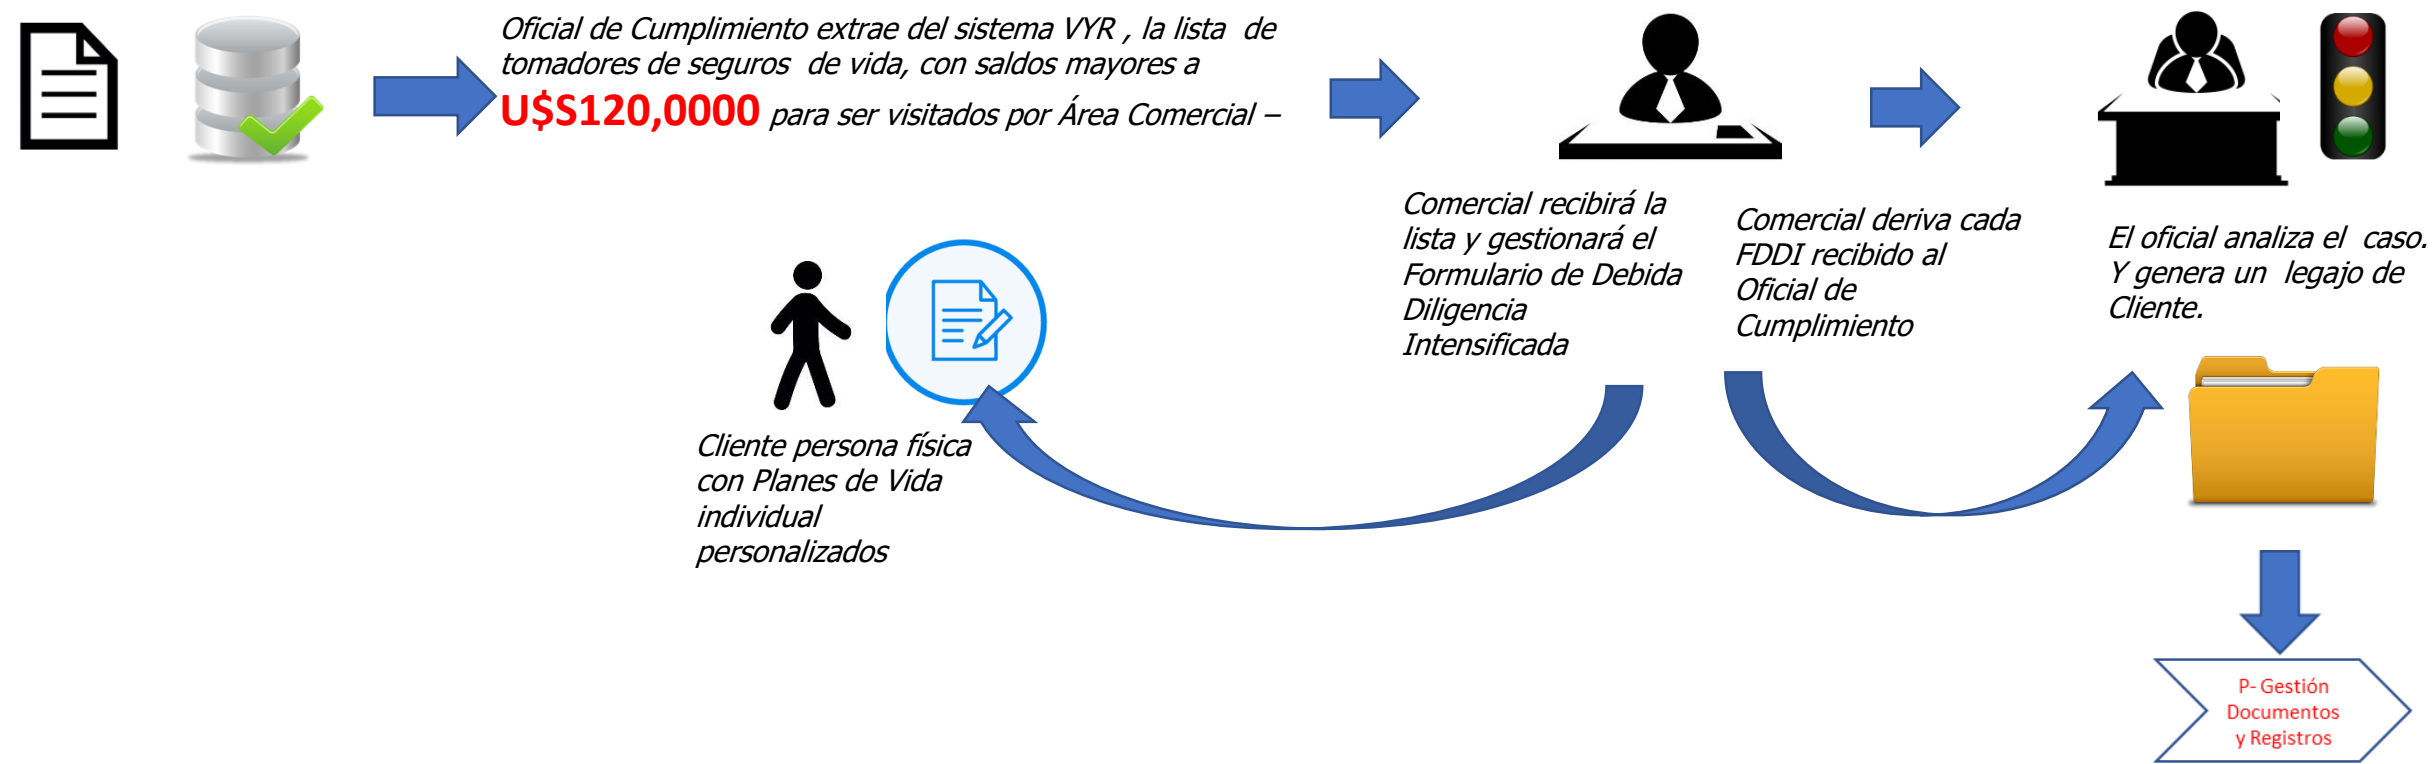 Oficial de Cumplimiento extrae del sistema VYR , la lista de
tomadores de seguros de vida, con saldos mayores a
U$S120,0000 para ser visitados por Área Comercial –
Comercial recibirá la
lista y gestionará el
Formulario de Debida
Diligencia
Intensificada
Comercial deriva cada
FDDI recibido al
Oficial de
Cumplimiento
El oficial analiza el caso.
Y genera un legajo de
Cliente.
Cliente persona física
con Planes de Vida
individual
personalizados
P- Gestión
Documentos
y Registros